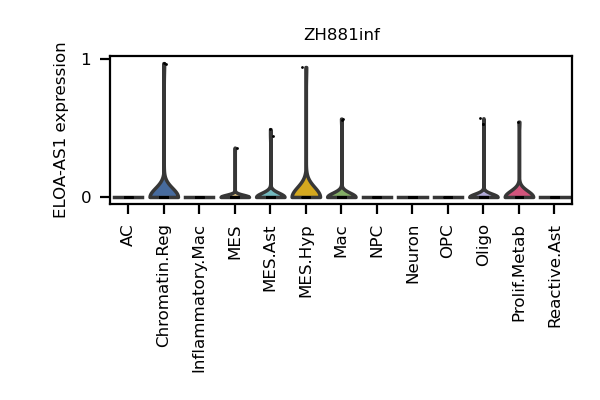 ZH881inf
ELOA-AS1 expression
1
0
AC
Chromatin.Reg
Inflammatory.Mac
MES
MES.Ast
MES.Hyp
Mac
NPC
Neuron
OPC
Oligo
Prolif.Metab
Reactive.Ast